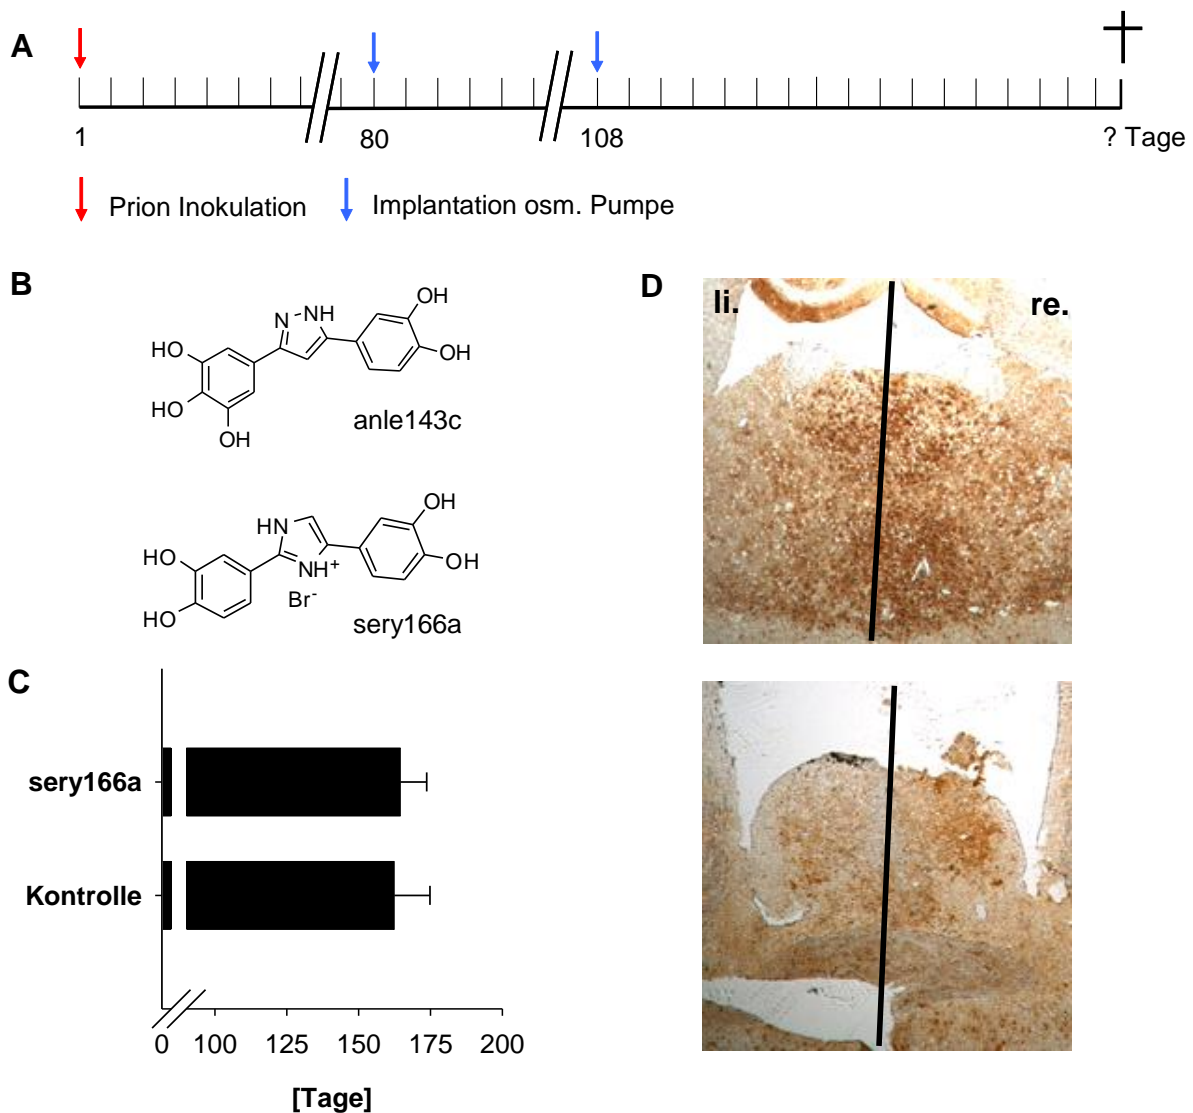 A
1
80
108
? Tage
Prion Inokulation
Implantation osm. Pumpe
B
N NH
OH
OH
HO
HO
OH
anle143c
HN
NH+
Br-
OH
OH
HO
HO
sery166a
C
sery166a
Kontrolle
0 100 125 150 175 200
[Tage]
D
li. re.